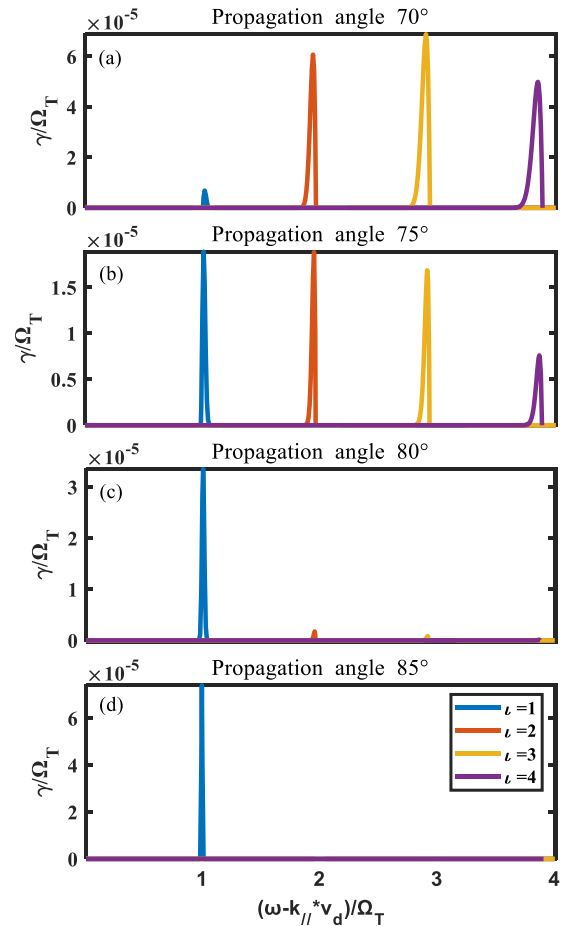 Propagation angle 70°
×10⁻⁵
(a)
γ/Ω_T
6
4
2
0
Propagation angle 75°
×10⁻⁵
(b)
γ/Ω_T
1.5
1
0.5
0
Propagation angle 80°
×10⁻⁵
(c)
γ/Ω_T
3
2
1
0
Propagation angle 85°
×10⁻⁵
(d)
γ/Ω_T
6
4
2
0
ι =1
ι =2
ι =3
ι =4
1 2 3 4
(ω-k_//*v_d)/Ω_T